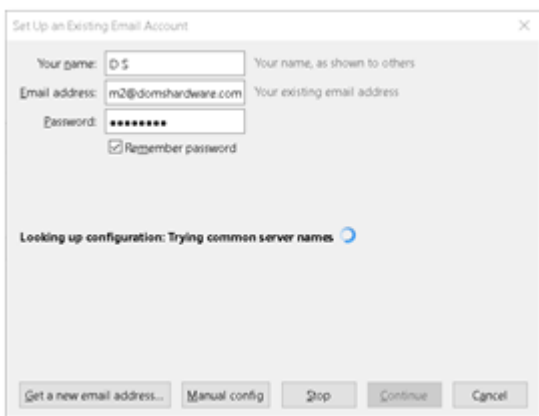 Set Up an Existing Email Account
Your name: D S Your name, as shown to others
Email address: m2@domshardware.com Your existing email address
Password: ••••••••
Remember password
Looking up configuration: Trying common server names
Get a new email address... Manual config Stop Continue Cancel